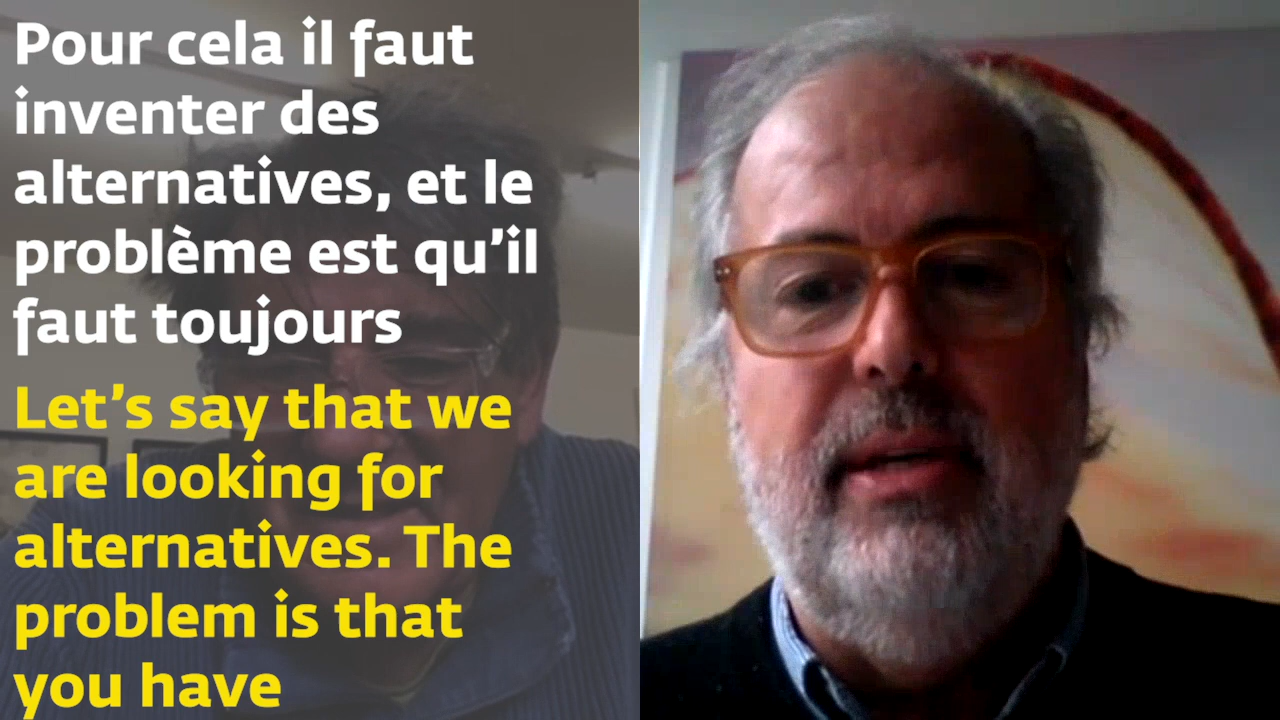 Pour cela il faut
inventer des
alternatives, et le
problème est qu’il
faut toujours
Let’s say that we
are looking for
alternatives. The
problem is that
you have